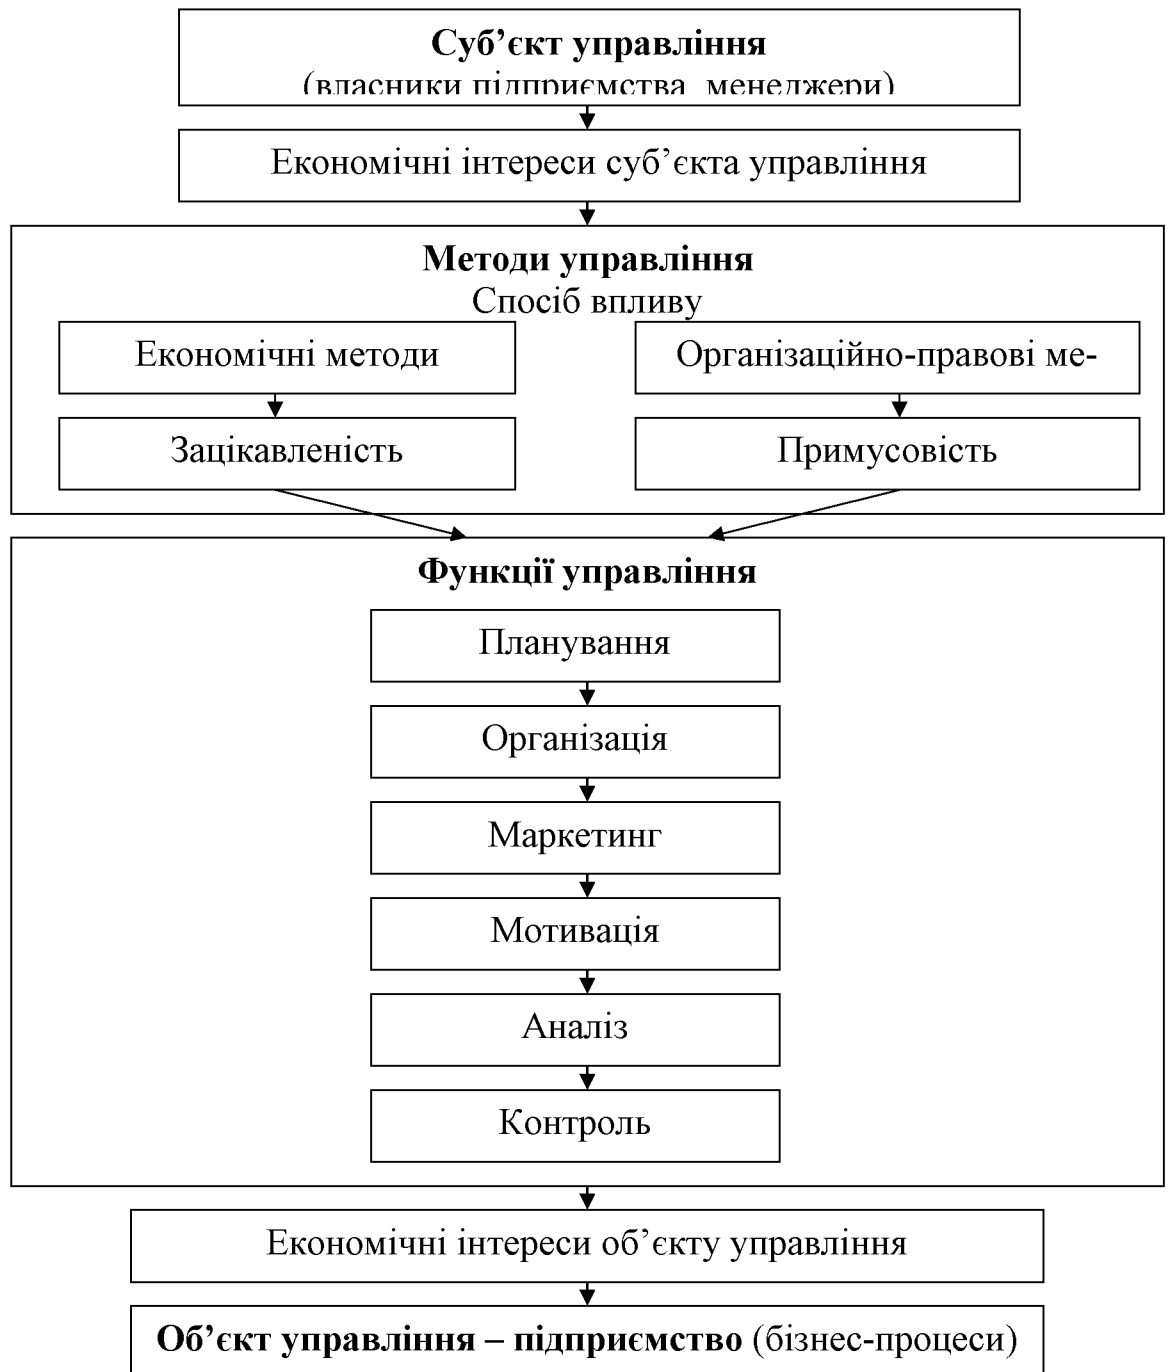 Суб’єкт управління
(власники підприємства менеджери)
Економічні інтереси суб’єкта управління
Методи управління
Спосіб впливу
Економічні методи
Організаційно-правові ме-
Зацікавленість
Примусовість
Функції управління
Планування
Організація
Маркетинг
Мотивація
Аналіз
Контроль
Економічні інтереси об’єкту управління
Об’єкт управління – підприємство (бізнес-процеси)